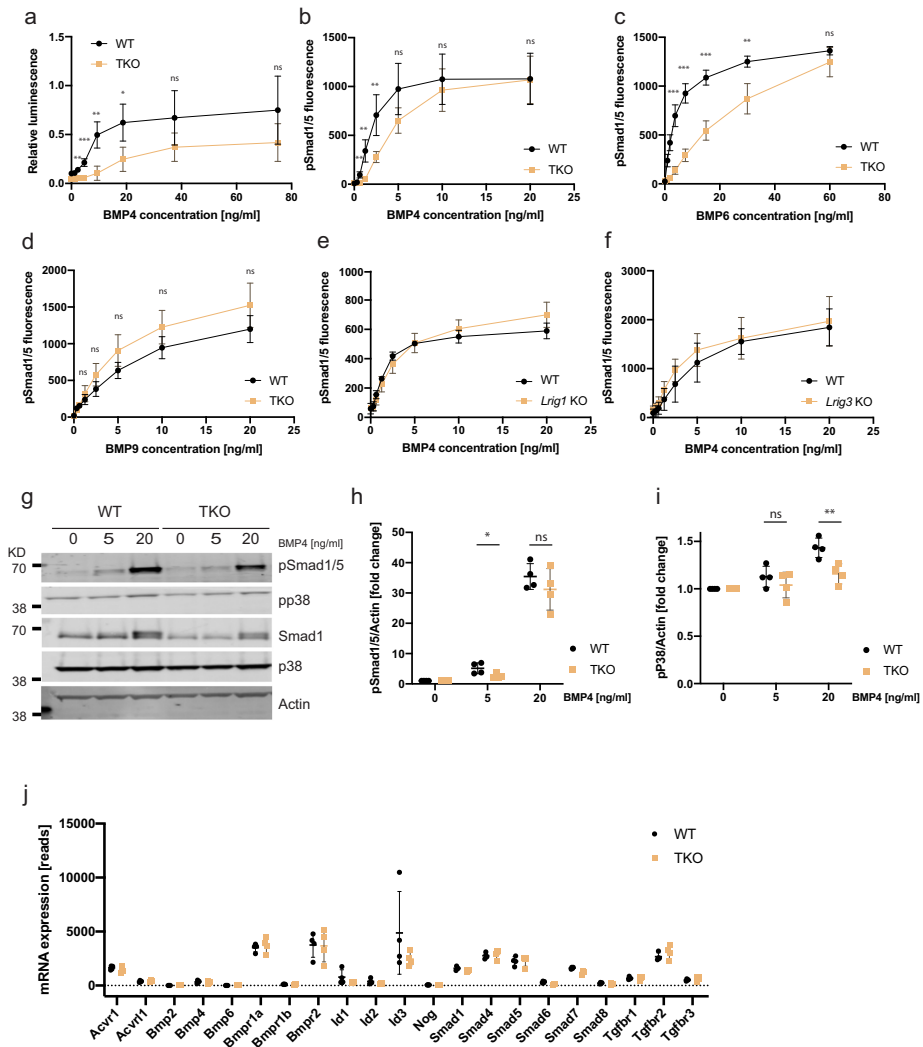 a
b
c
WT
TKO
Relative luminescence
1.5
1.0
0.5
0.0
** *** ** * ns ns
0 20 40 60 80
BMP4 concentration [ng/ml]
pSmad1/5 fluorescence
1500
1000
500
0
** ** ** ns ns ns
WT
TKO
0 5 10 15 20 25
BMP4 concentration [ng/ml]
pSmad1/5 fluorescence
1500
1000
500
0
** *** *** *** ** ns
WT
TKO
0 20 40 60 80
BMP6 concentration [ng/ml]
d
e
f
pSmad1/5 fluorescence
2000
1500
1000
500
0
ns ns ns ns ns
WT
TKO
0 5 10 15 20 25
BMP9 concentration [ng/ml]
pSmad1/5 fluorescence
1000
800
600
400
200
0
WT
Lrig1 KO
0 5 10 15 20 25
BMP4 concentration [ng/ml]
pSmad1/5 fluorescence
3000
2000
1000
0
WT
Lrig3 KO
0 5 10 15 20 25
BMP4 concentration [ng/ml]
g
WT TKO
0 5 20 0 5 20 BMP4 [ng/ml]
KD
70 pSmad1/5
38 pp38
70 Smad1
38 p38
38 Actin
h
pSmad1/5/Actin [fold change]
50
40
30
20
10
0
* ns
WT
TKO
0 5 20 BMP4 [ng/ml]
i
pP38/Actin [fold change]
1.5
1.0
0.5
0.0
ns **
WT
TKO
0 5 20 BMP4 [ng/ml]
j
mRNA expression [reads]
15000
10000
5000
0
WT
TKO
Acvr1 Acvrl1 Bmp2 Bmp4 Bmp6 Bmpr1a Bmpr1b Bmpr2 Id1 Id2 Id3 Nog Smad1 Smad4 Smad5 Smad6 Smad7 Smad8 Tgfbr1 Tgfbr2 Tgfbr3